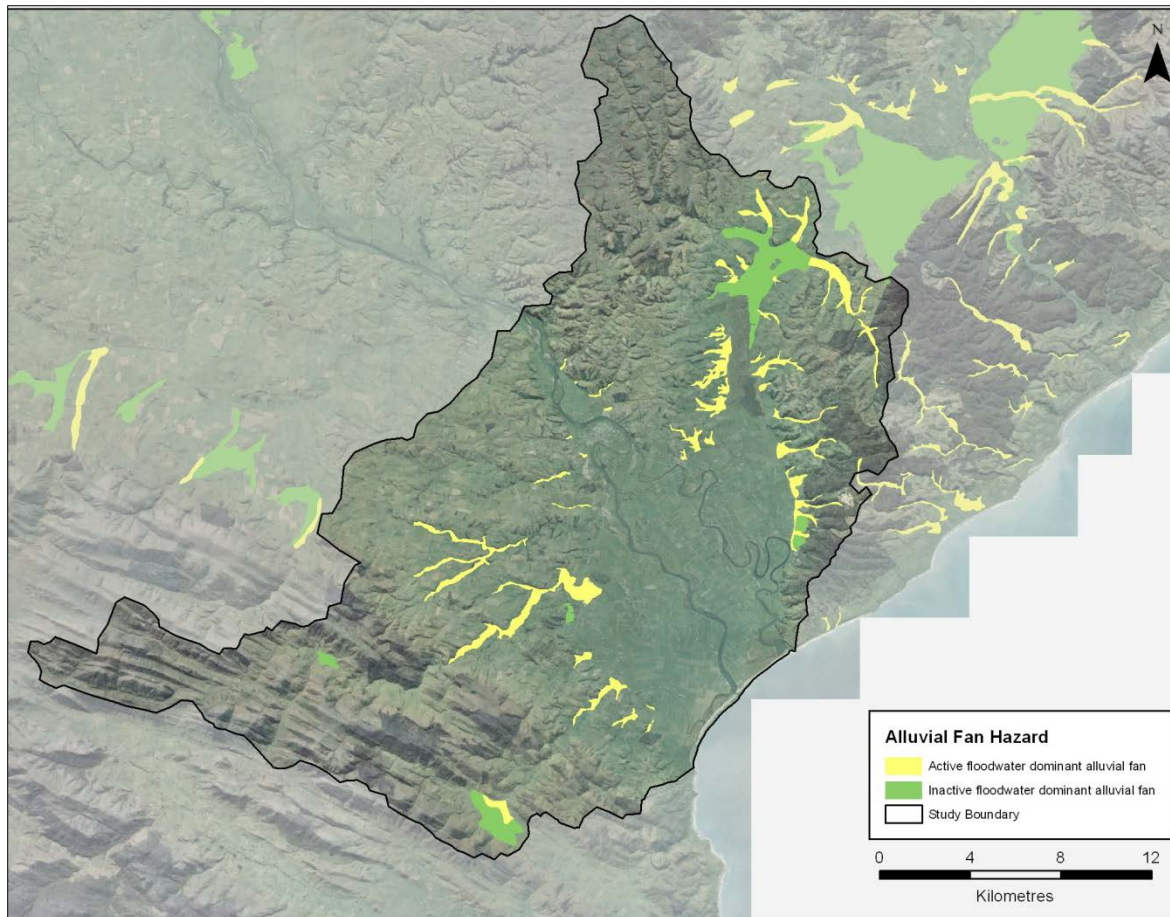 N
Alluvial Fan Hazard
Active floodwater dominant alluvial fan
Inactive floodwater dominant alluvial fan
Study Boundary
0 4 8 12
Kilometres